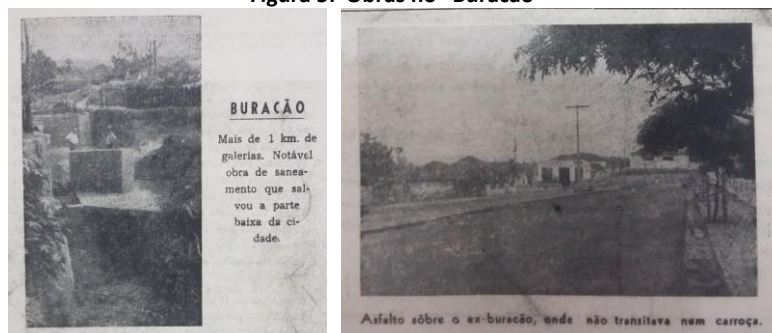 Figura 5. Obras no "Buracão"
BURACÃO
Mais de 1 km. de
galerias. Notável
obra de sanea-
mento que sal-
vou a parte
baixa da ci-
dade.
Asfalto sôbre o ex-buracão, onde não transitava nem carroça.